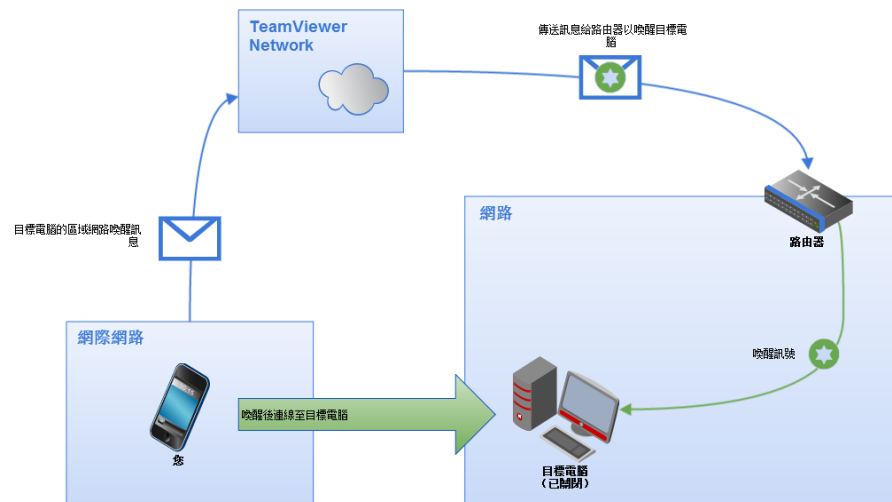 TeamViewer
Network
傳送訊息給路由器以喚醒目標電
腦
網路
路由器
目標電腦的區域網路喚醒訊
息
網際網路
喚醒訊號
喚醒後連線至目標電腦
您
目標電腦
（已關閉）